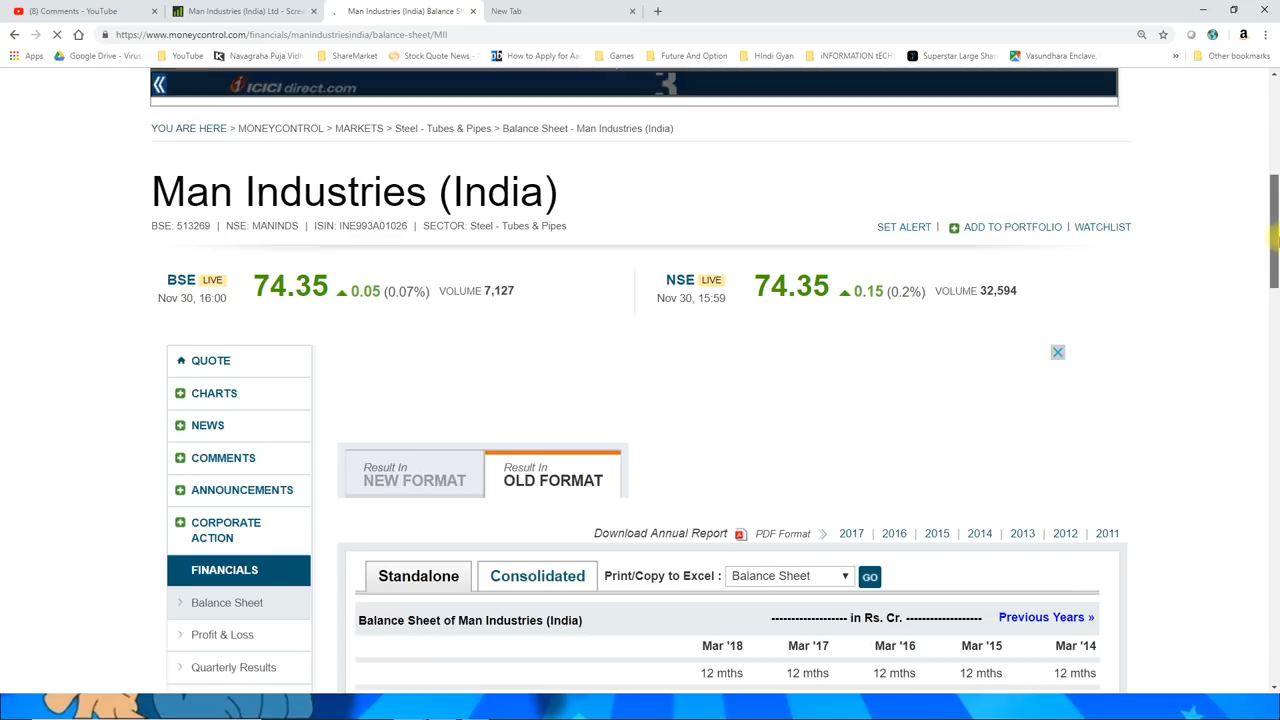 (8) Comments - YouTube
Man Industries (India) Ltd - Scree
Man Industries (India) Balance Sh
New Tab
https://www.moneycontrol.com/financials/manindustriesindia/balance-sheet/MII
Apps
Google Drive - Virus
YouTube
Navagraha Puja Vidh
ShareMarket
Stock Quote News -
How to Apply for Aad
Games
Future And Option
HIndi Gyan
iNFORMATION tECH
Superstar Large Shar
Vasundhara Enclave,
»
Other bookmarks
ICICI direct.com
YOU ARE HERE > MONEYCONTROL > MARKETS > Steel - Tubes & Pipes > Balance Sheet - Man Industries (India)
Man Industries (India)
BSE: 513269 | NSE: MANINDS | ISIN: INE993A01026 | SECTOR: Steel - Tubes & Pipes
SET ALERT | ADD TO PORTFOLIO | WATCHLIST
BSE LIVE 74.35 0.05 (0.07%) VOLUME 7,127
Nov 30, 16:00
NSE LIVE 74.35 0.15 (0.2%) VOLUME 32,594
Nov 30, 15:59
QUOTE
CHARTS
NEWS
COMMENTS
ANNOUNCEMENTS
CORPORATE
ACTION
FINANCIALS
Balance Sheet
Profit & Loss
Quarterly Results
Result In
NEW FORMAT
Result In
OLD FORMAT
Download Annual Report PDF Format 2017 | 2016 | 2015 | 2014 | 2013 | 2012 | 2011
Standalone Consolidated Print/Copy to Excel : Balance Sheet GO
Balance Sheet of Man Industries (India) ------------------- in Rs. Cr. ------------------- Previous Years »
Mar '18 Mar '17 Mar '16 Mar '15 Mar '14
12 mths 12 mths 12 mths 12 mths 12 mths